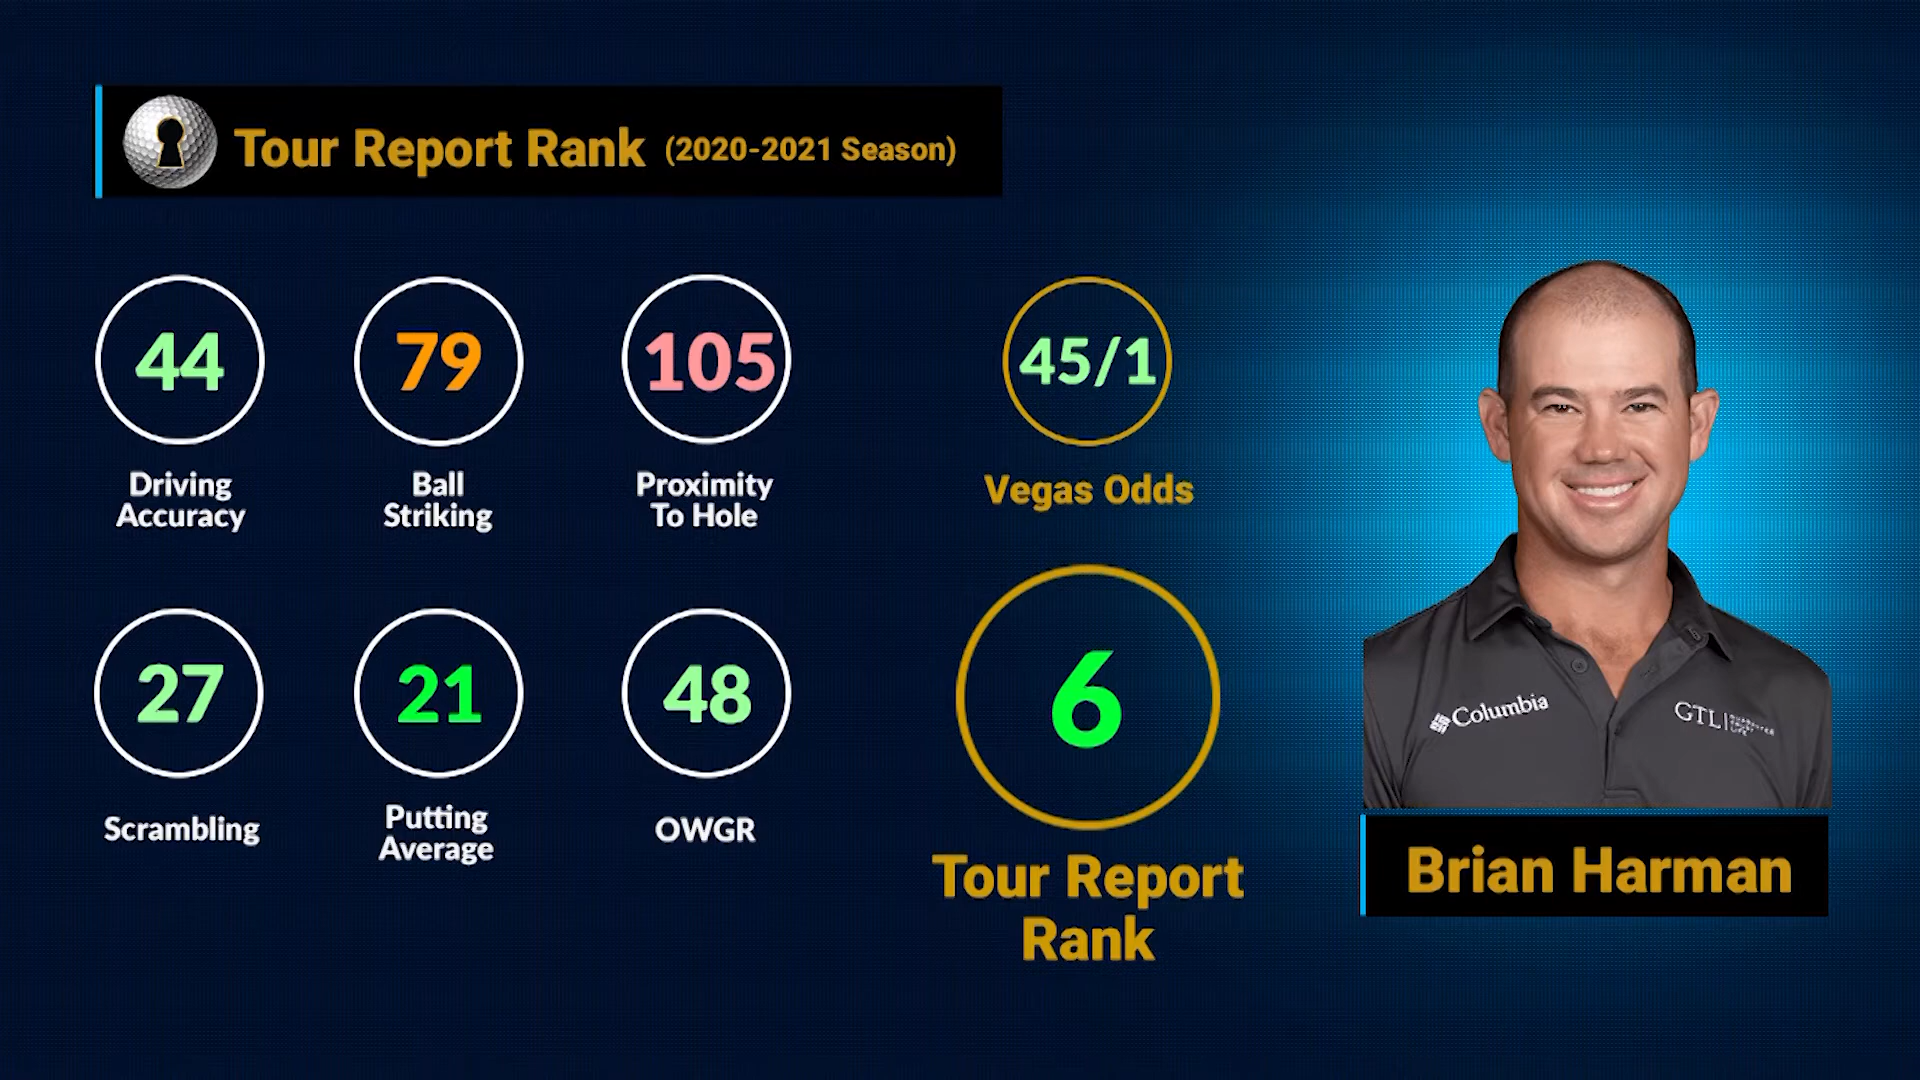 Tour Report Rank (2020-2021 Season)
44
79
105
45/1
Driving
Accuracy
Ball
Striking
Proximity
To Hole
Vegas Odds
27
21
48
6
Scrambling
Putting
Average
OWGR
Tour Report
Rank
Columbia
GTL
Brian Harman